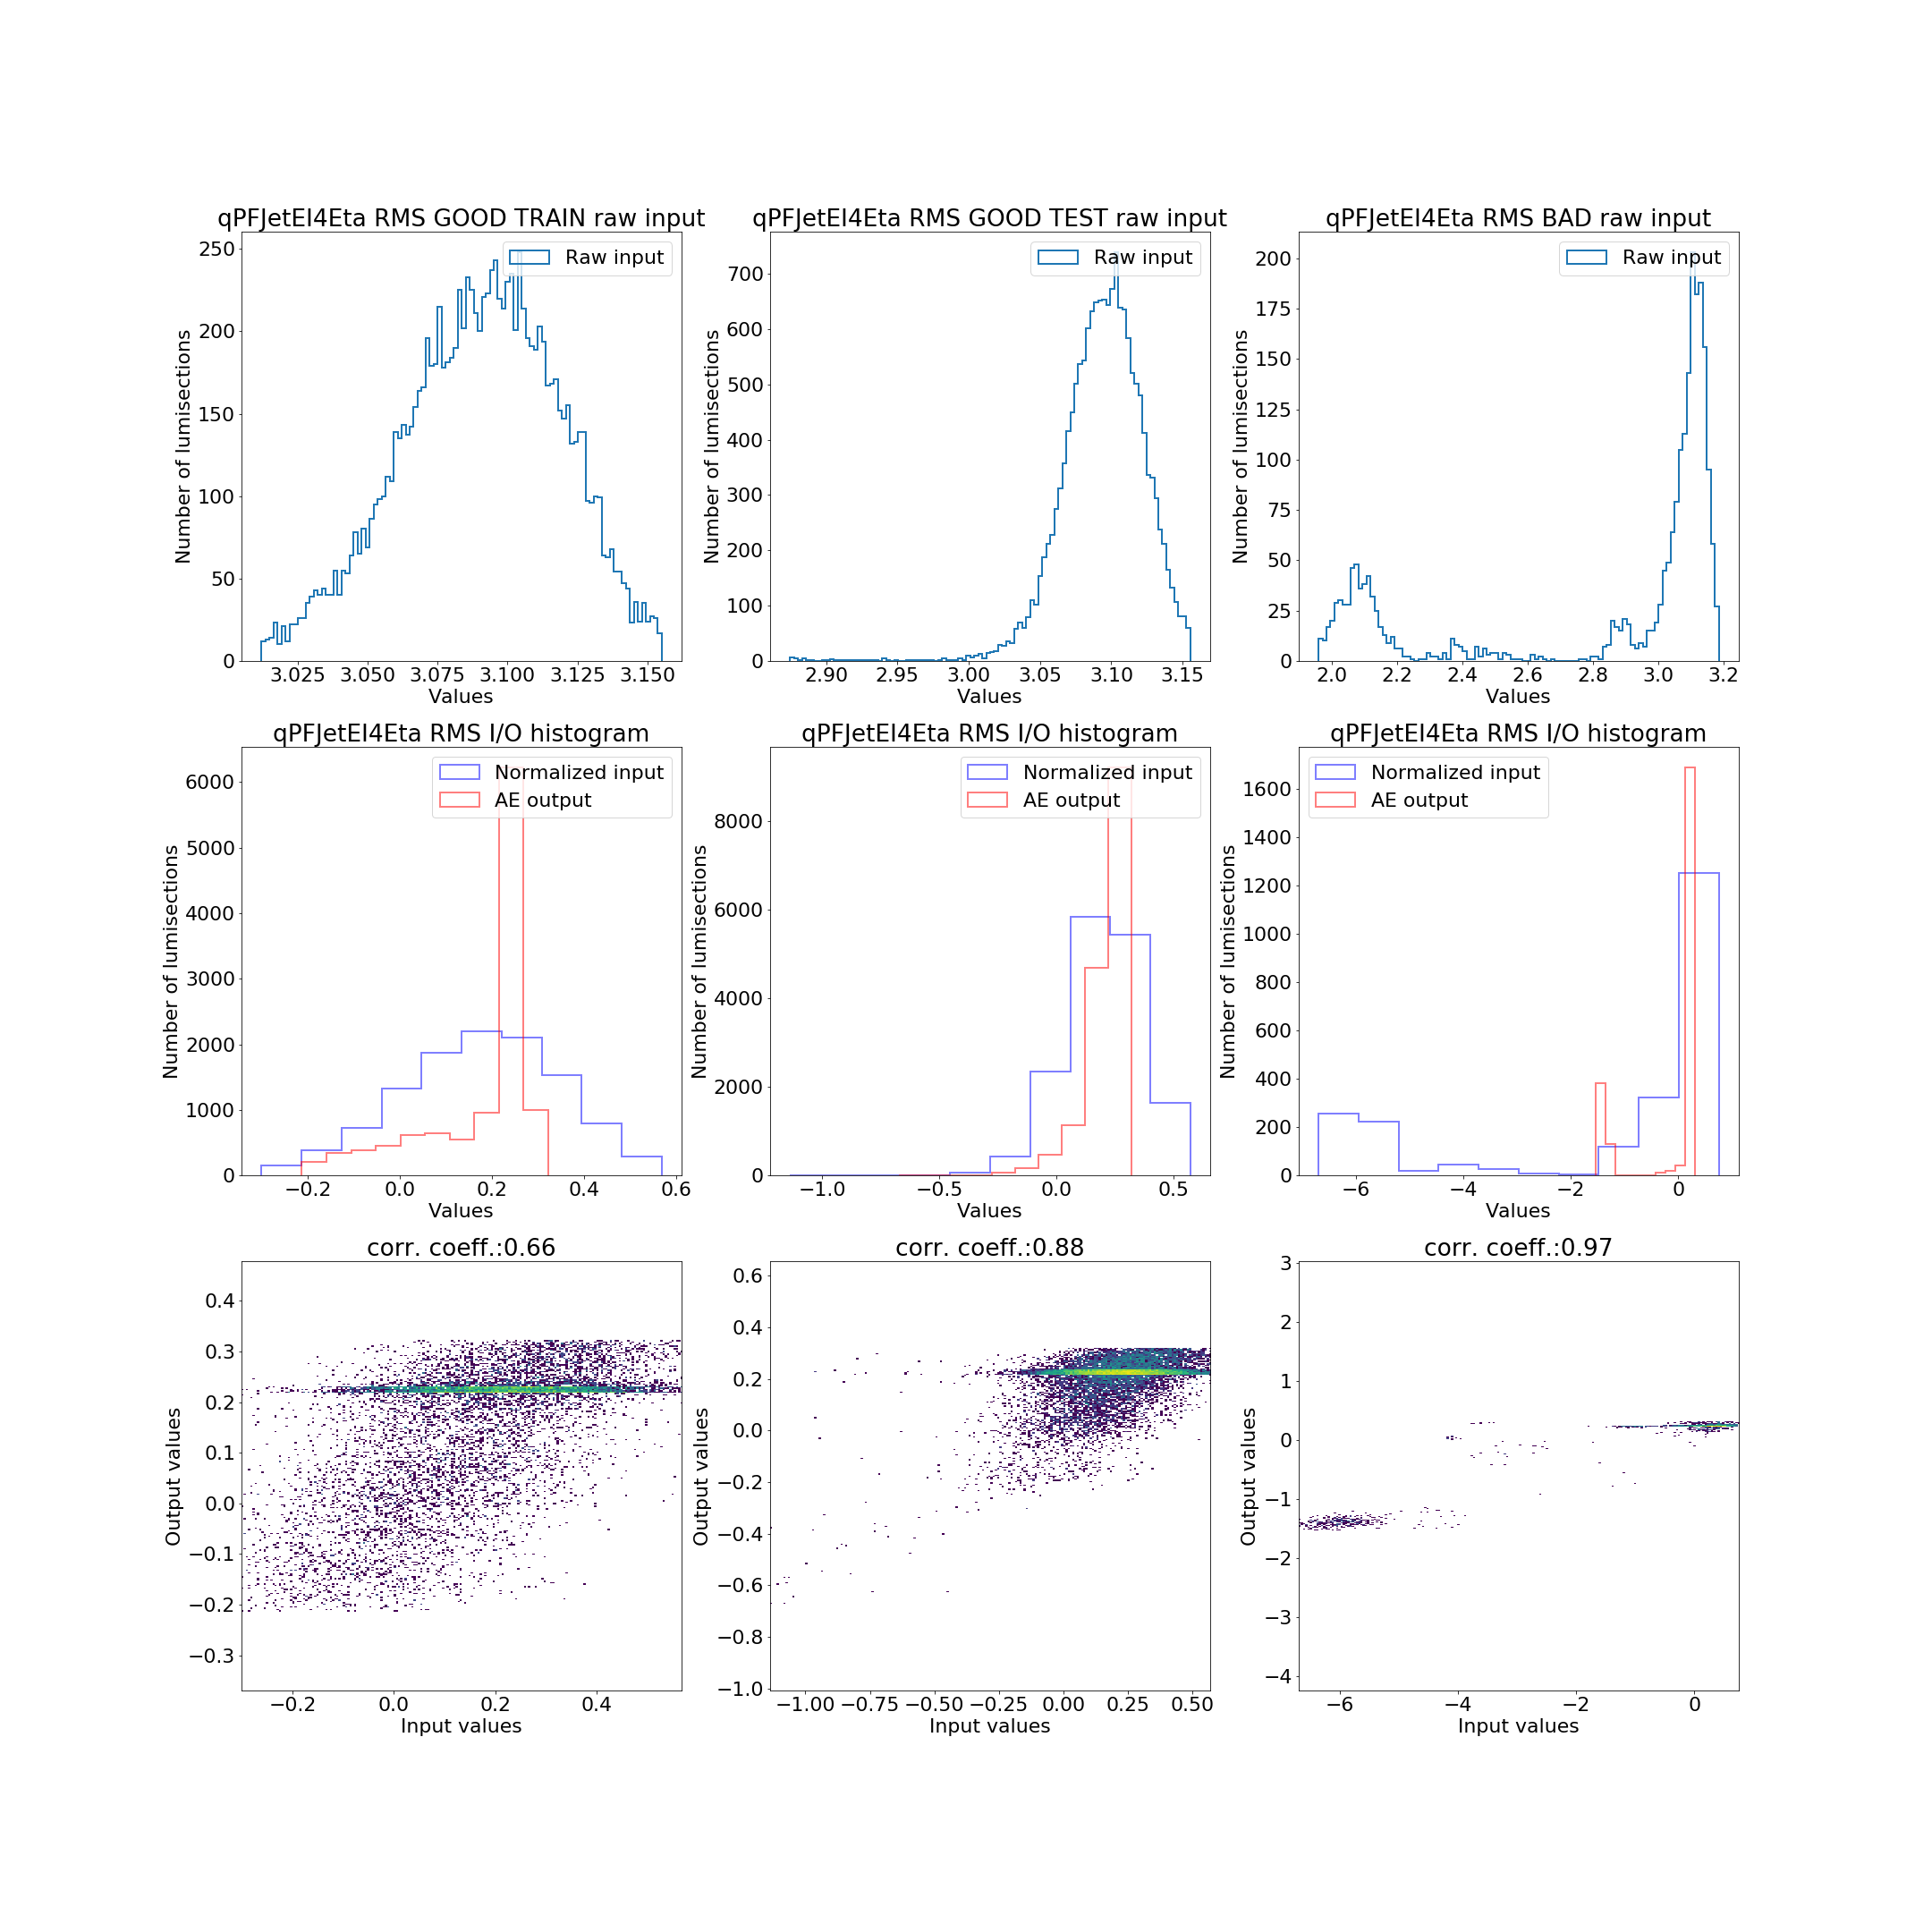 qPFJetEI4Eta RMS GOOD TRAIN raw input
Raw input
Number of lumisections
250
200
150
100
50
0
3.025 3.050 3.075 3.100 3.125 3.150
Values
qPFJetEI4Eta RMS GOOD TEST raw input
Raw input
Number of lumisections
700
600
500
400
300
200
100
0
2.90 2.95 3.00 3.05 3.10 3.15
Values
qPFJetEI4Eta RMS BAD raw input
Raw input
Number of lumisections
200
175
150
125
100
75
50
25
0
2.0 2.2 2.4 2.6 2.8 3.0 3.2
Values
qPFJetEI4Eta RMS I/O histogram
Normalized input
AE output
Number of lumisections
6000
5000
4000
3000
2000
1000
0
−0.2 0.0 0.2 0.4 0.6
Values
qPFJetEI4Eta RMS I/O histogram
Normalized input
AE output
Number of lumisections
8000
6000
4000
2000
0
−1.0 −0.5 0.0 0.5
Values
qPFJetEI4Eta RMS I/O histogram
Normalized input
AE output
Number of lumisections
1600
1400
1200
1000
800
600
400
200
0
−6 −4 −2 0
Values
corr. coeff.:0.66
Output values
0.4
0.3
0.2
0.1
0.0
−0.1
−0.2
−0.3
−0.2 0.0 0.2 0.4
Input values
corr. coeff.:0.88
Output values
0.6
0.4
0.2
0.0
−0.2
−0.4
−0.6
−0.8
−1.0
−1.00 −0.75 −0.50 −0.25 0.00 0.25 0.50
Input values
corr. coeff.:0.97
Output values
3
2
1
0
−1
−2
−3
−4
−6 −4 −2 0
Input values